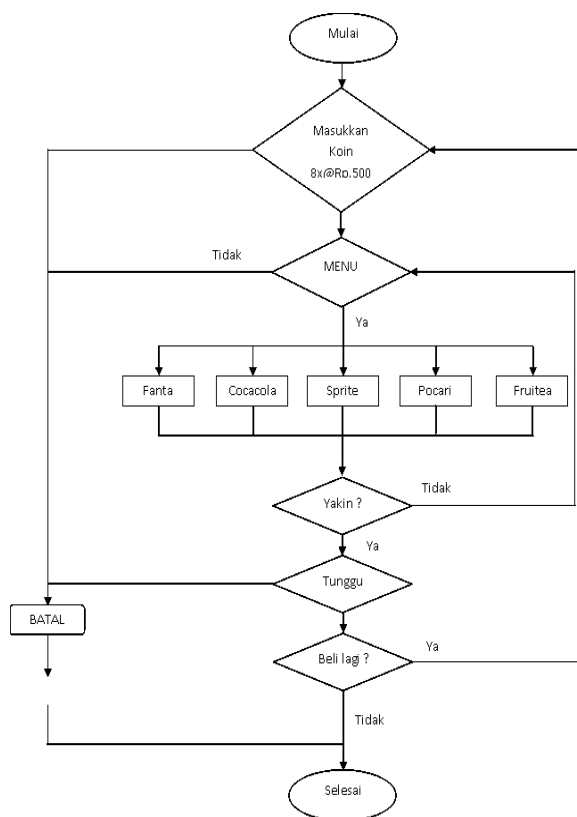 Mulai
Masukkan
Koin
8x@Rp.500
Tidak
MENU
Ya
Fanta
Cocacola
Sprite
Pocari
Fruitea
Yakin ?
Tidak
Ya
Tunggu
BATAL
Beli lagi ?
Ya
Tidak
Selesai